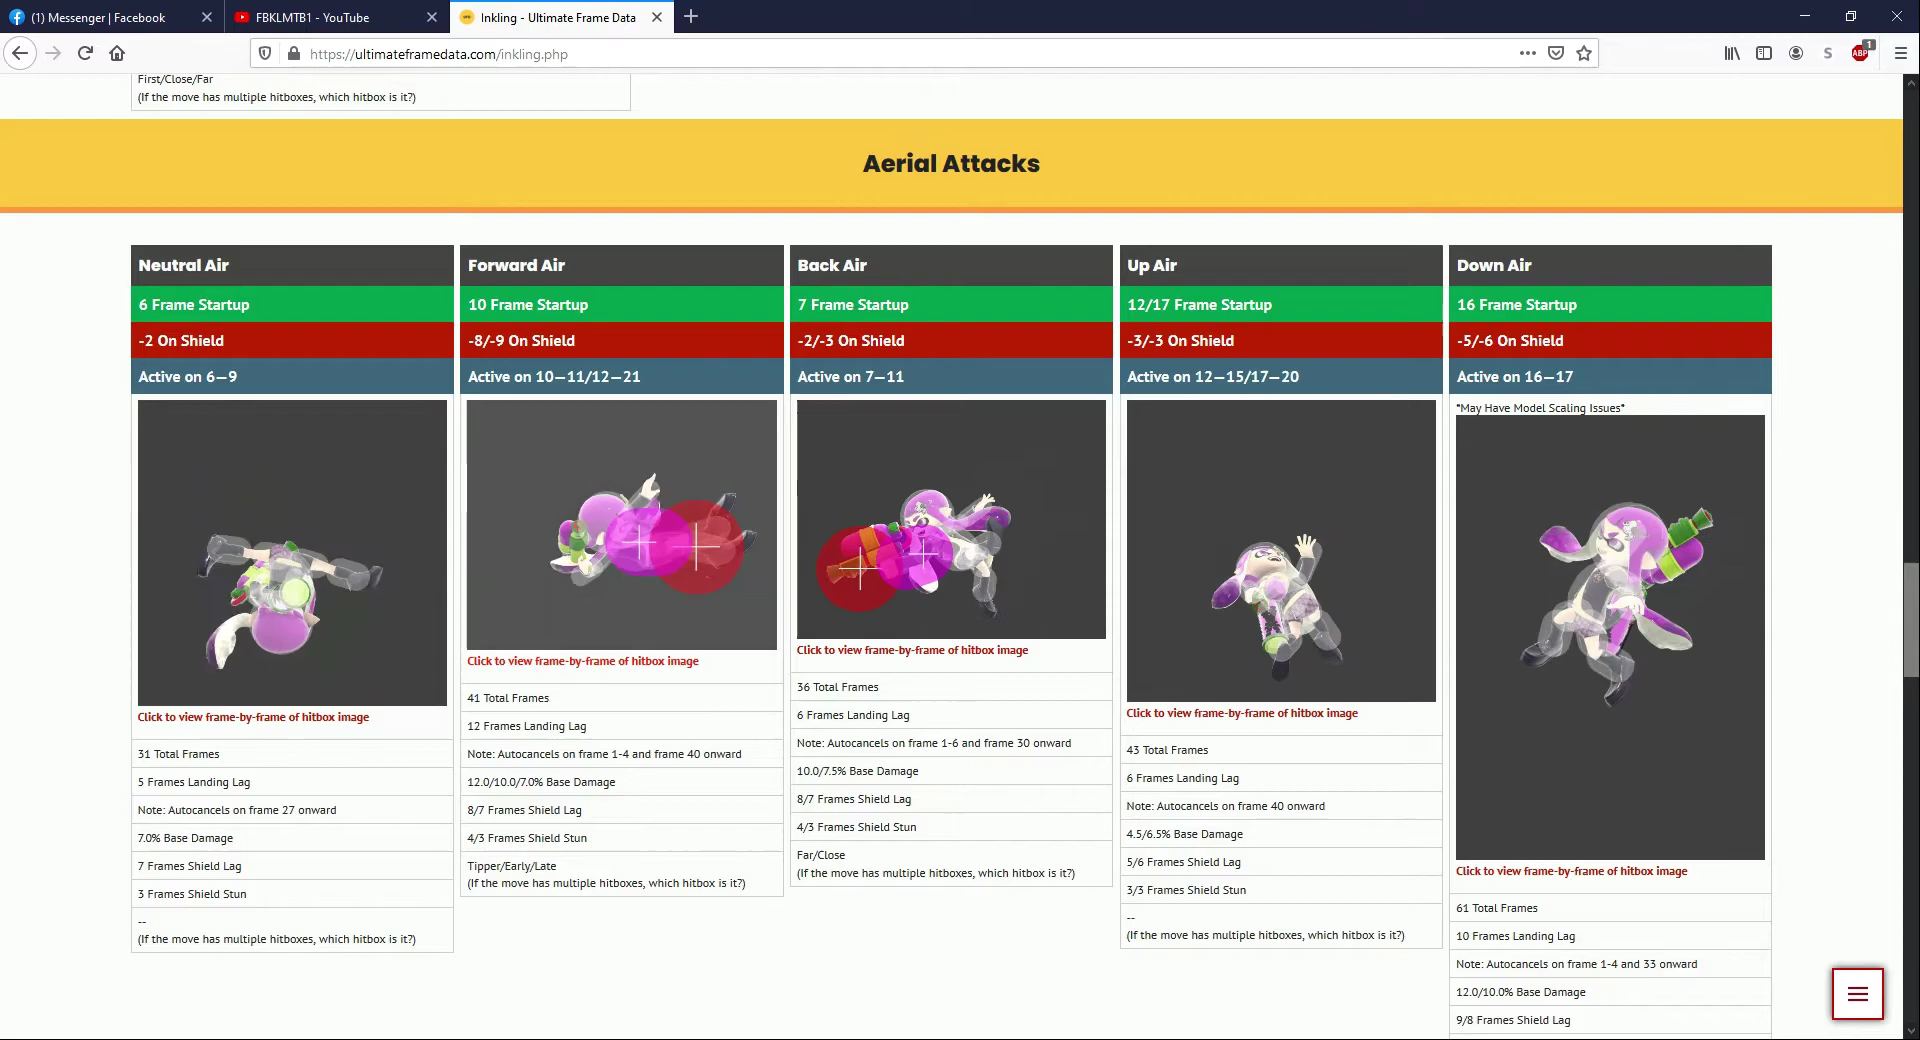 (1) Messenger | Facebook
FBKLMTB1 - YouTube
Inkling - Ultimate Frame Data
https://ultimateframedata.com/inkling.php
S
ABP
1
First/Close/Far
(If the move has multiple hitboxes, which hitbox is it?)
Aerial Attacks
Neutral Air
6 Frame Startup
-2 On Shield
Active on 6—9
Click to view frame-by-frame of hitbox image
31 Total Frames
5 Frames Landing Lag
Note: Autocancels on frame 27 onward
7.0% Base Damage
7 Frames Shield Lag
3 Frames Shield Stun
--
(If the move has multiple hitboxes, which hitbox is it?)
Forward Air
10 Frame Startup
-8/-9 On Shield
Active on 10—11/12—21
Click to view frame-by-frame of hitbox image
41 Total Frames
12 Frames Landing Lag
Note: Autocancels on frame 1-4 and frame 40 onward
12.0/10.0/7.0% Base Damage
8/7 Frames Shield Lag
4/3 Frames Shield Stun
Tipper/Early/Late
(If the move has multiple hitboxes, which hitbox is it?)
Back Air
7 Frame Startup
-2/-3 On Shield
Active on 7—11
Click to view frame-by-frame of hitbox image
36 Total Frames
6 Frames Landing Lag
Note: Autocancels on frame 1-6 and frame 30 onward
10.0/7.5% Base Damage
8/7 Frames Shield Lag
4/3 Frames Shield Stun
Far/Close
(If the move has multiple hitboxes, which hitbox is it?)
Up Air
12/17 Frame Startup
-3/-3 On Shield
Active on 12—15/17—20
Click to view frame-by-frame of hitbox image
43 Total Frames
6 Frames Landing Lag
Note: Autocancels on frame 40 onward
4.5/6.5% Base Damage
5/6 Frames Shield Lag
3/3 Frames Shield Stun
--
(If the move has multiple hitboxes, which hitbox is it?)
Down Air
16 Frame Startup
-5/-6 On Shield
Active on 16—17
*May Have Model Scaling Issues*
Click to view frame-by-frame of hitbox image
61 Total Frames
10 Frames Landing Lag
Note: Autocancels on frame 1-4 and 33 onward
12.0/10.0% Base Damage
9/8 Frames Shield Lag